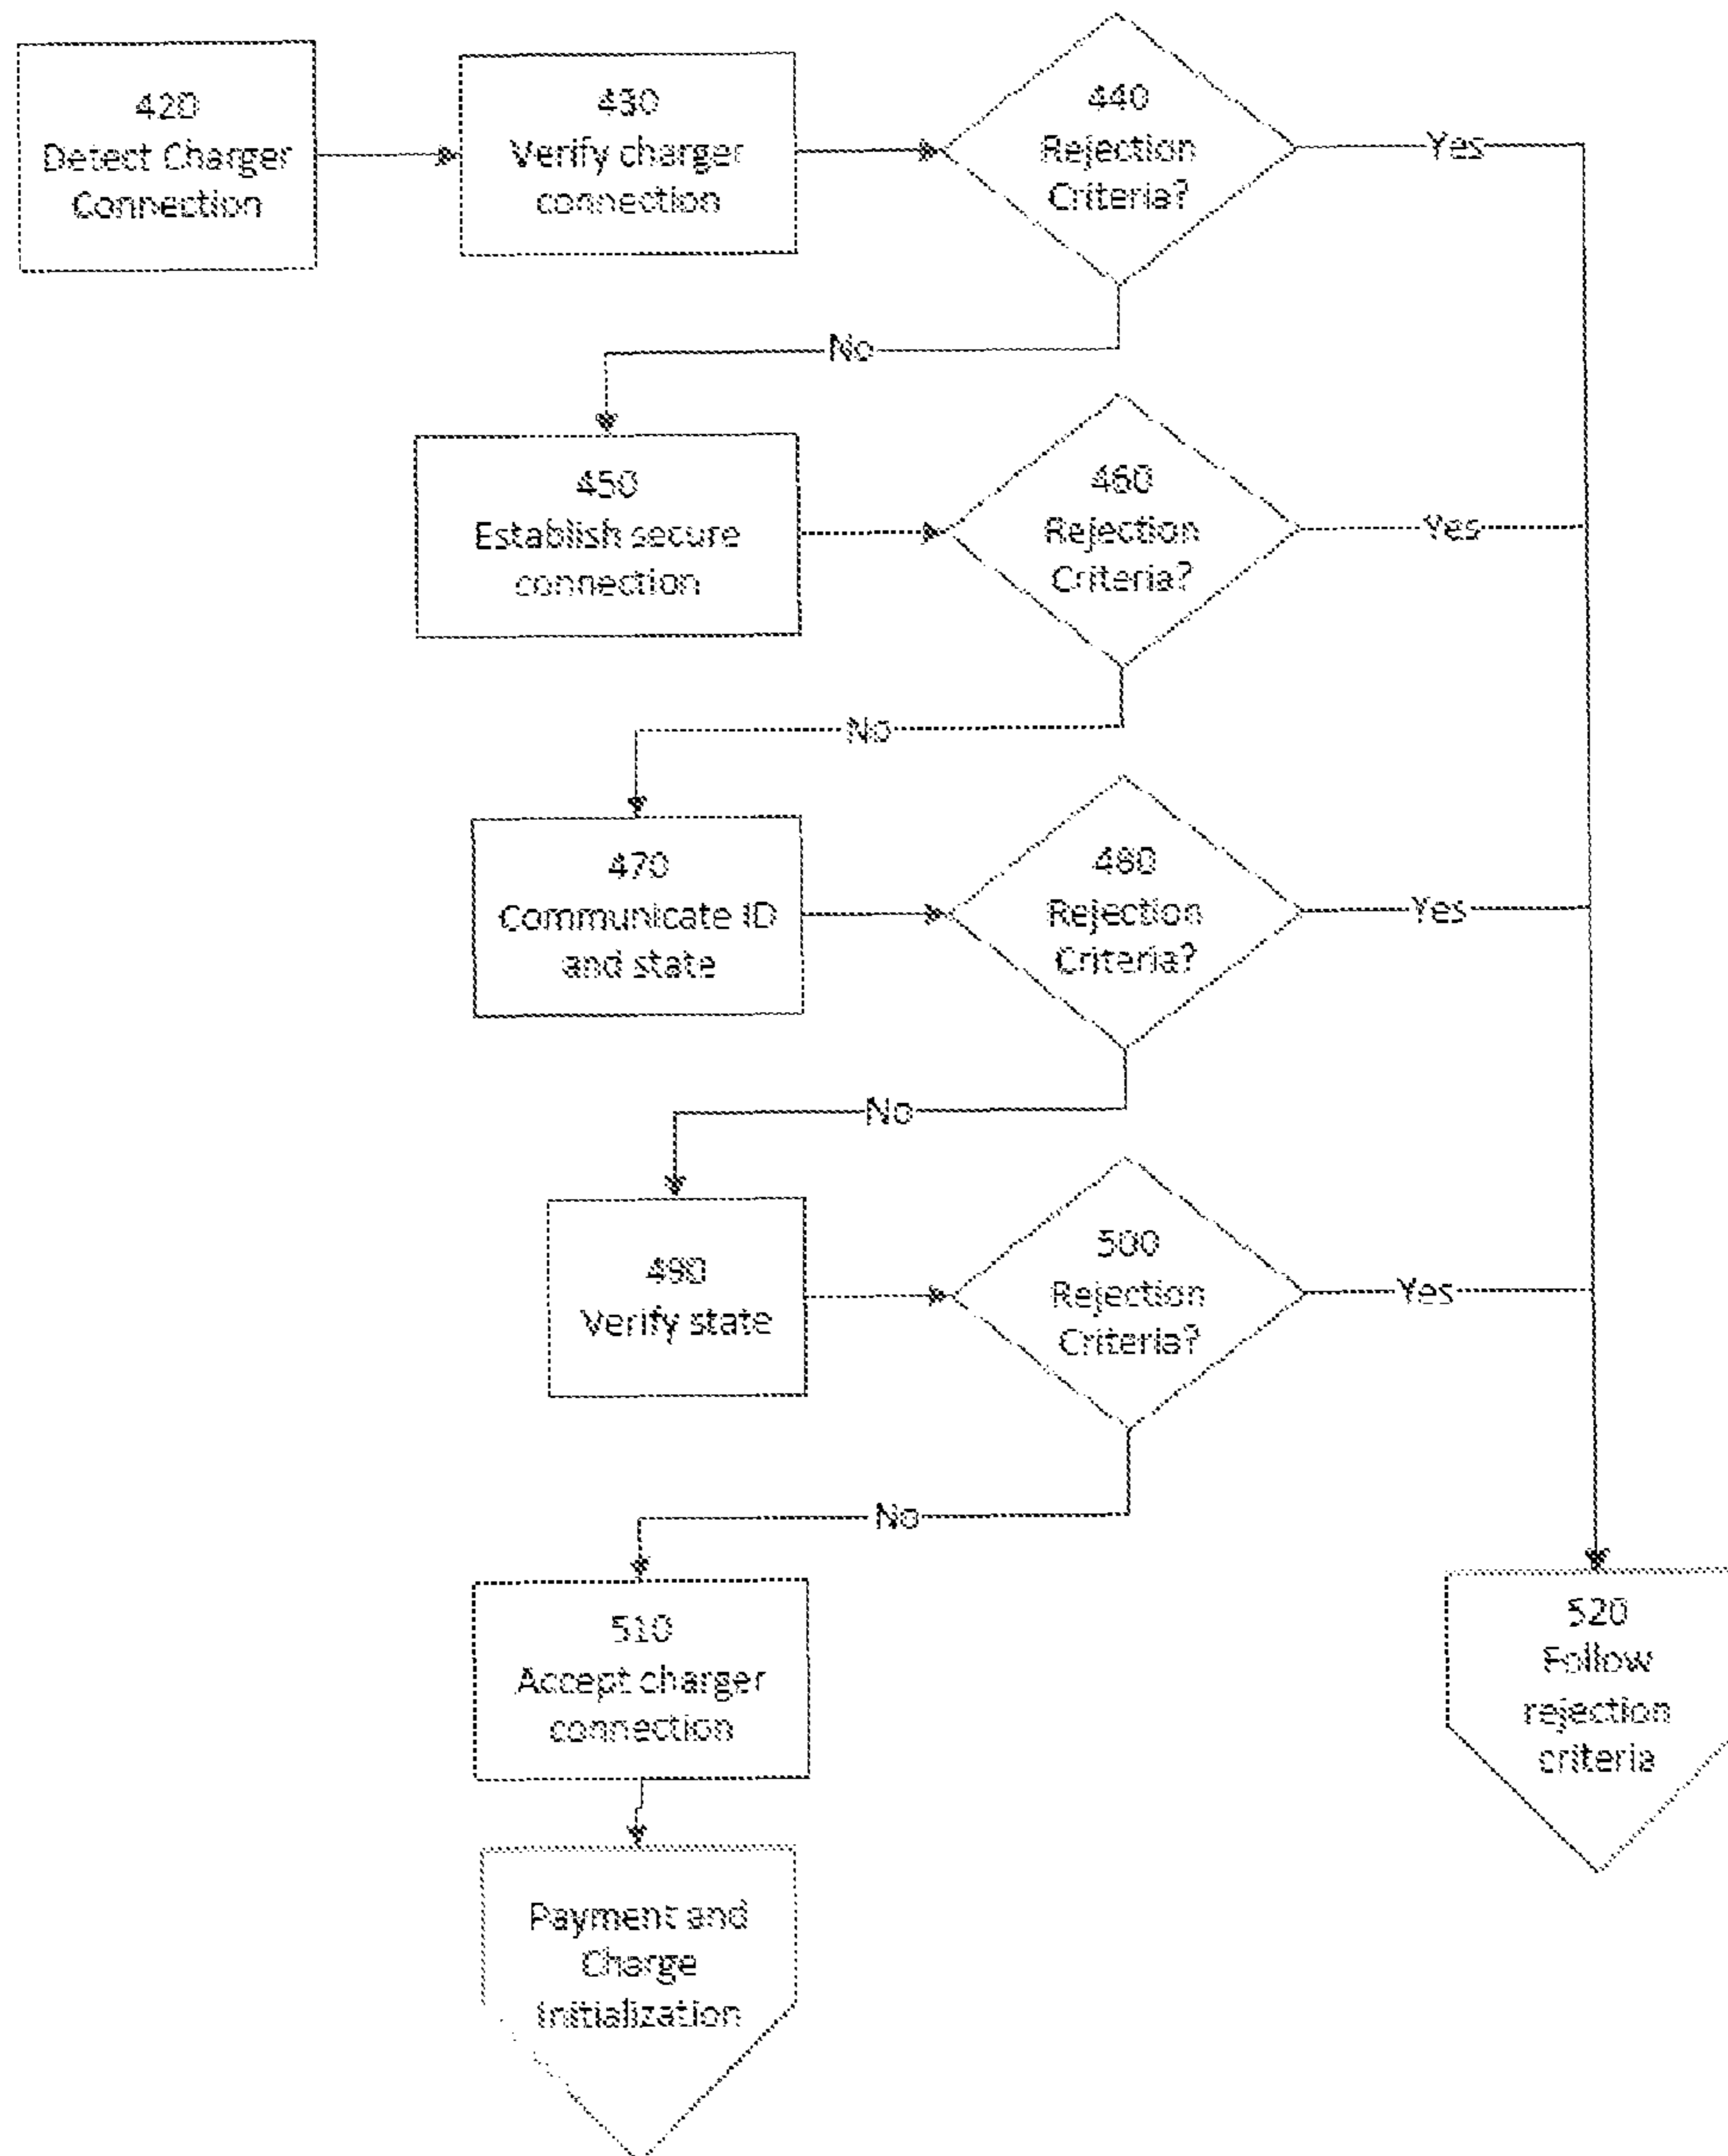 420
Detect Charger
Connection
430
Verify charger
connection
440
Rejection
Criteria?
Yes
No
450
Establish secure
connection
460
Rejection
Criteria?
Yes
No
470
Communicate ID
and state
480
Rejection
Criteria?
Yes
No
490
Verify state
500
Rejection
Criteria?
Yes
No
510
Accept charger
connection
520
Follow
rejection
criteria
Payment and
Charge
Initialization